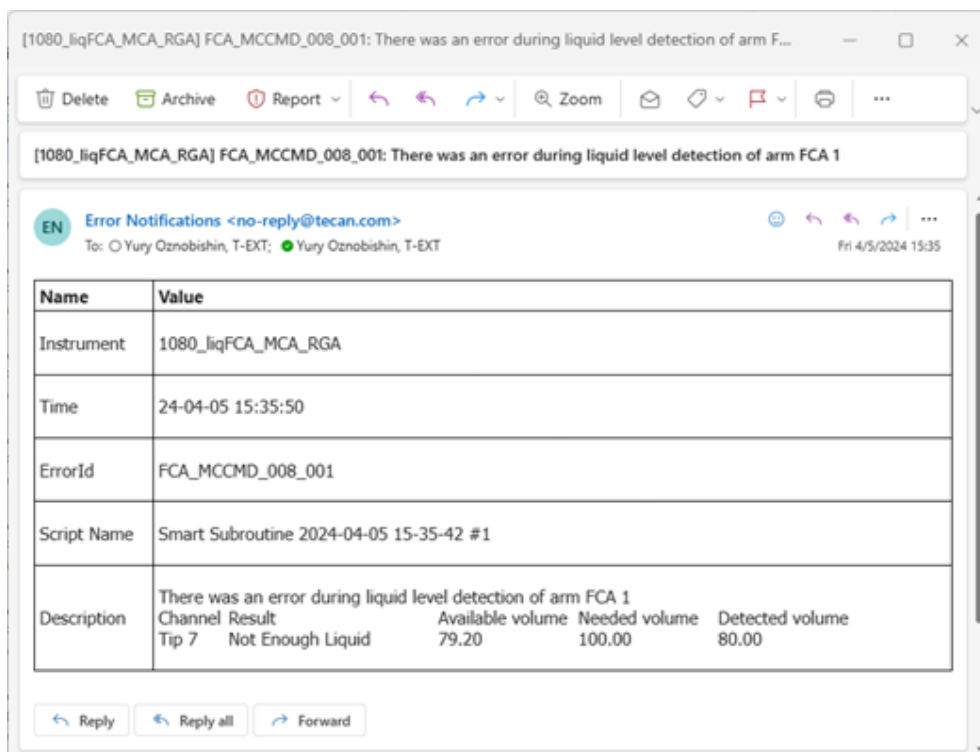 [1080_liqFCA_MCA_RGA] FCA_MCCMD_008_001: There was an error during liquid level detection of arm F...
Delete Archive Report Zoom ...
[1080_liqFCA_MCA_RGA] FCA_MCCMD_008_001: There was an error during liquid level detection of arm FCA 1
EN
Error Notifications <no-reply@tecan.com>
To: Yury Oznobishin, T-EXT; Yury Oznobishin, T-EXT
Fri 4/5/2024 15:35
Name Value
Instrument 1080_liqFCA_MCA_RGA
Time 24-04-05 15:35:50
ErrorId FCA_MCCMD_008_001
Script Name Smart Subroutine 2024-04-05 15-35-42 #1
Description
There was an error during liquid level detection of arm FCA 1
Channel Result Available volume Needed volume Detected volume
Tip 7 Not Enough Liquid 79.20 100.00 80.00
Reply Reply all Forward